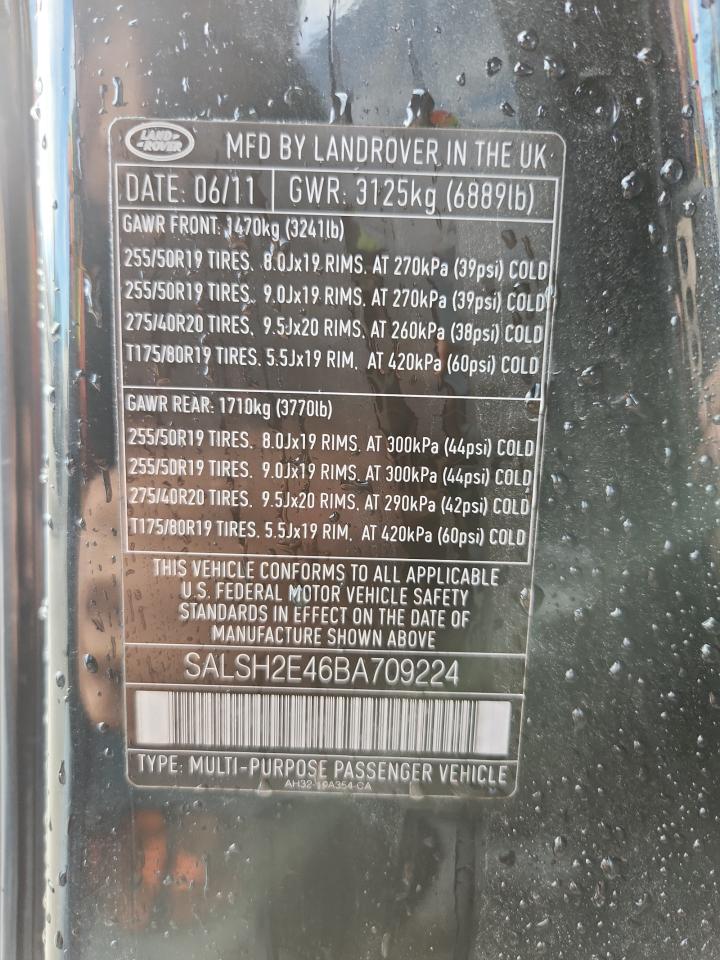 LAND ROVER
MFD BY LANDROVER IN THE UK
DATE: 06/11 GWR: 3125kg (6889lb)
GAWR FRONT: 1470kg (3241lb)
255/50R19 TIRES. 8.0Jx19 RIMS. AT 270kPa (39psi) COLD
255/50R19 TIRES. 9.0Jx19 RIMS. AT 270kPa (39psi) COLD
275/40R20 TIRES. 9.5Jx20 RIMS. AT 260kPa (38psi) COLD
T175/80R19 TIRES. 5.5Jx19 RIM. AT 420kPa (60psi) COLD
GAWR REAR: 1710kg (3770lb)
255/50R19 TIRES. 8.0Jx19 RIMS. AT 300kPa (44psi) COLD
255/50R19 TIRES. 9.0Jx19 RIMS. AT 300kPa (44psi) COLD
275/40R20 TIRES. 9.5Jx20 RIMS. AT 290kPa (42psi) COLD
T175/80R19 TIRES. 5.5Jx19 RIM. AT 420kPa (60psi) COLD
THIS VEHICLE CONFORMS TO ALL APPLICABLE
U.S. FEDERAL MOTOR VEHICLE SAFETY
STANDARDS IN EFFECT ON THE DATE OF
MANUFACTURE SHOWN ABOVE
SALSH2E46BA709224
TYPE: MULTI-PURPOSE PASSENGER VEHICLE